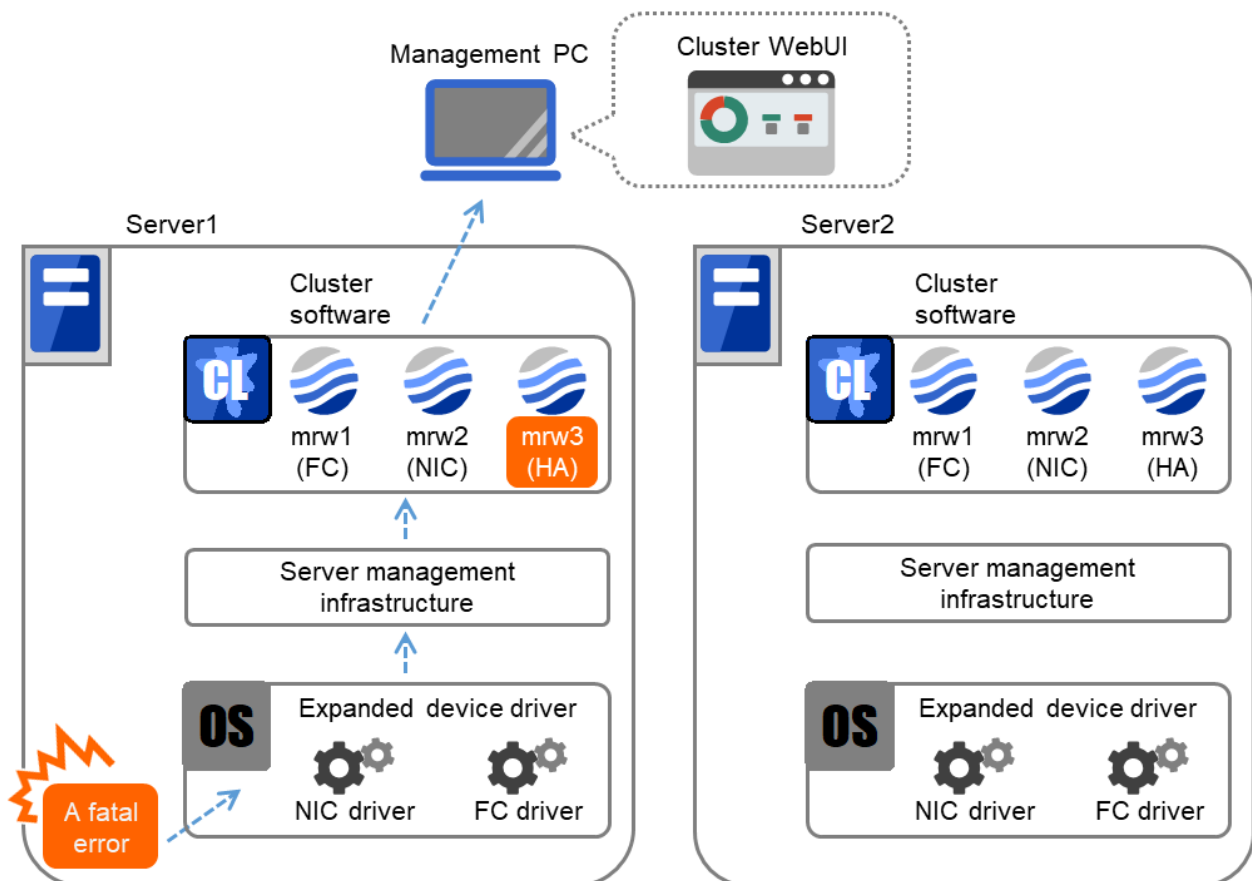 Management PC
Cluster WebUI
Server1
Cluster
software
CL
mrw1
(FC)
mrw2
(NIC)
mrw3
(HA)
Server management
infrastructure
OS
Expanded device driver
NIC driver
FC driver
A fatal
error
Server2
Cluster
software
CL
mrw1
(FC)
mrw2
(NIC)
mrw3
(HA)
Server management
infrastructure
OS
Expanded device driver
NIC driver
FC driver